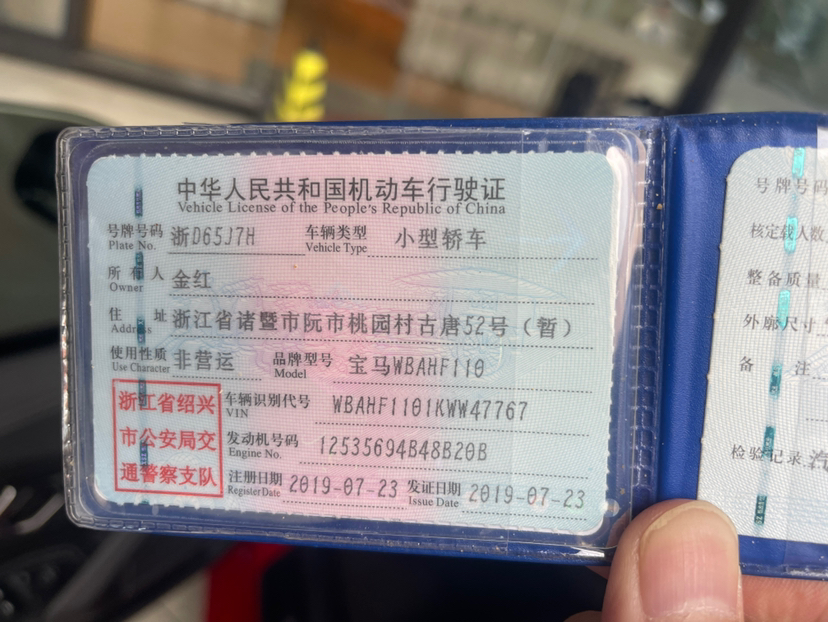 中华人民共和国机动车行驶证
Vehicle License of the People's Republic of China
号牌号码 浙D65J7H 车辆类型 小型轿车
Plate No. Vehicle Type
所有人 金红
Owner
住址 浙江省诸暨市阮市桃园村古唐52号（暂）
Address
使用性质 非营运 品牌型号 宝马WBAHF110
Use Character Model
浙江省绍兴
市公安局交
通警察支队
车辆识别代号 WBAHF1101KWW47767
VIN
发动机号码 12535694B48B20B
Engine No.
注册日期 2019-07-23 发证日期 2019-07-23
Register Date Issue Date
号牌号码
核定载人数
整备质量
外廓尺寸
备注
检验记录